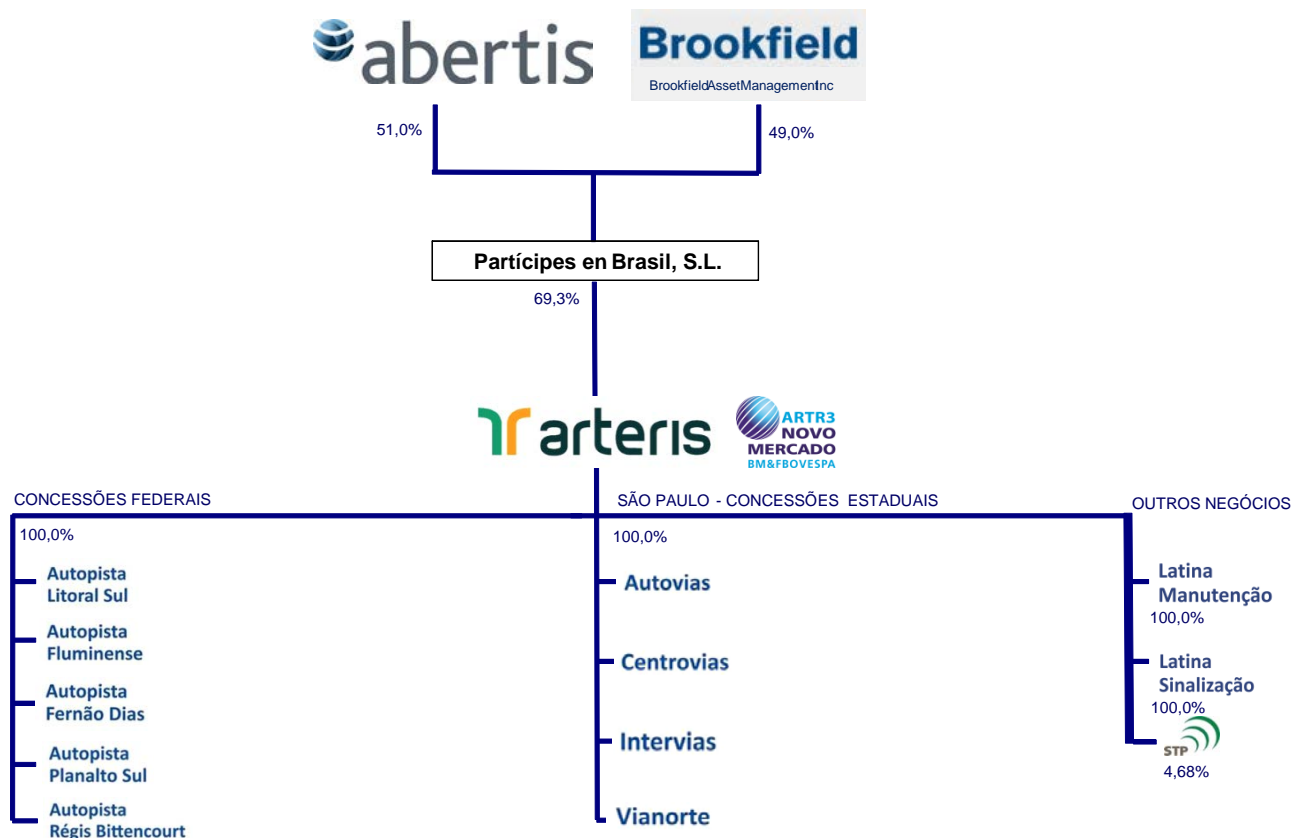 abertis
Brookfield
BrookfieldAssetManagementInc
51,0%
49,0%
Partícipes en Brasil, S.L.
69,3%
arteris
ARTR3
NOVO
MERCADO
BM&FBOVESPA
CONCESSÕES FEDERAIS
100,0%
Autopista
Litoral Sul
Autopista
Fluminense
Autopista
Fernão Dias
Autopista
Planalto Sul
Autopista
Régis Bittencourt
SÃO PAULO - CONCESSÕES ESTADUAIS
100,0%
Autovias
Centrovias
Intervias
Vianorte
OUTROS NEGÓCIOS
Latina
Manutenção
100,0%
Latina
Sinalização
100,0%
STP
4,68%